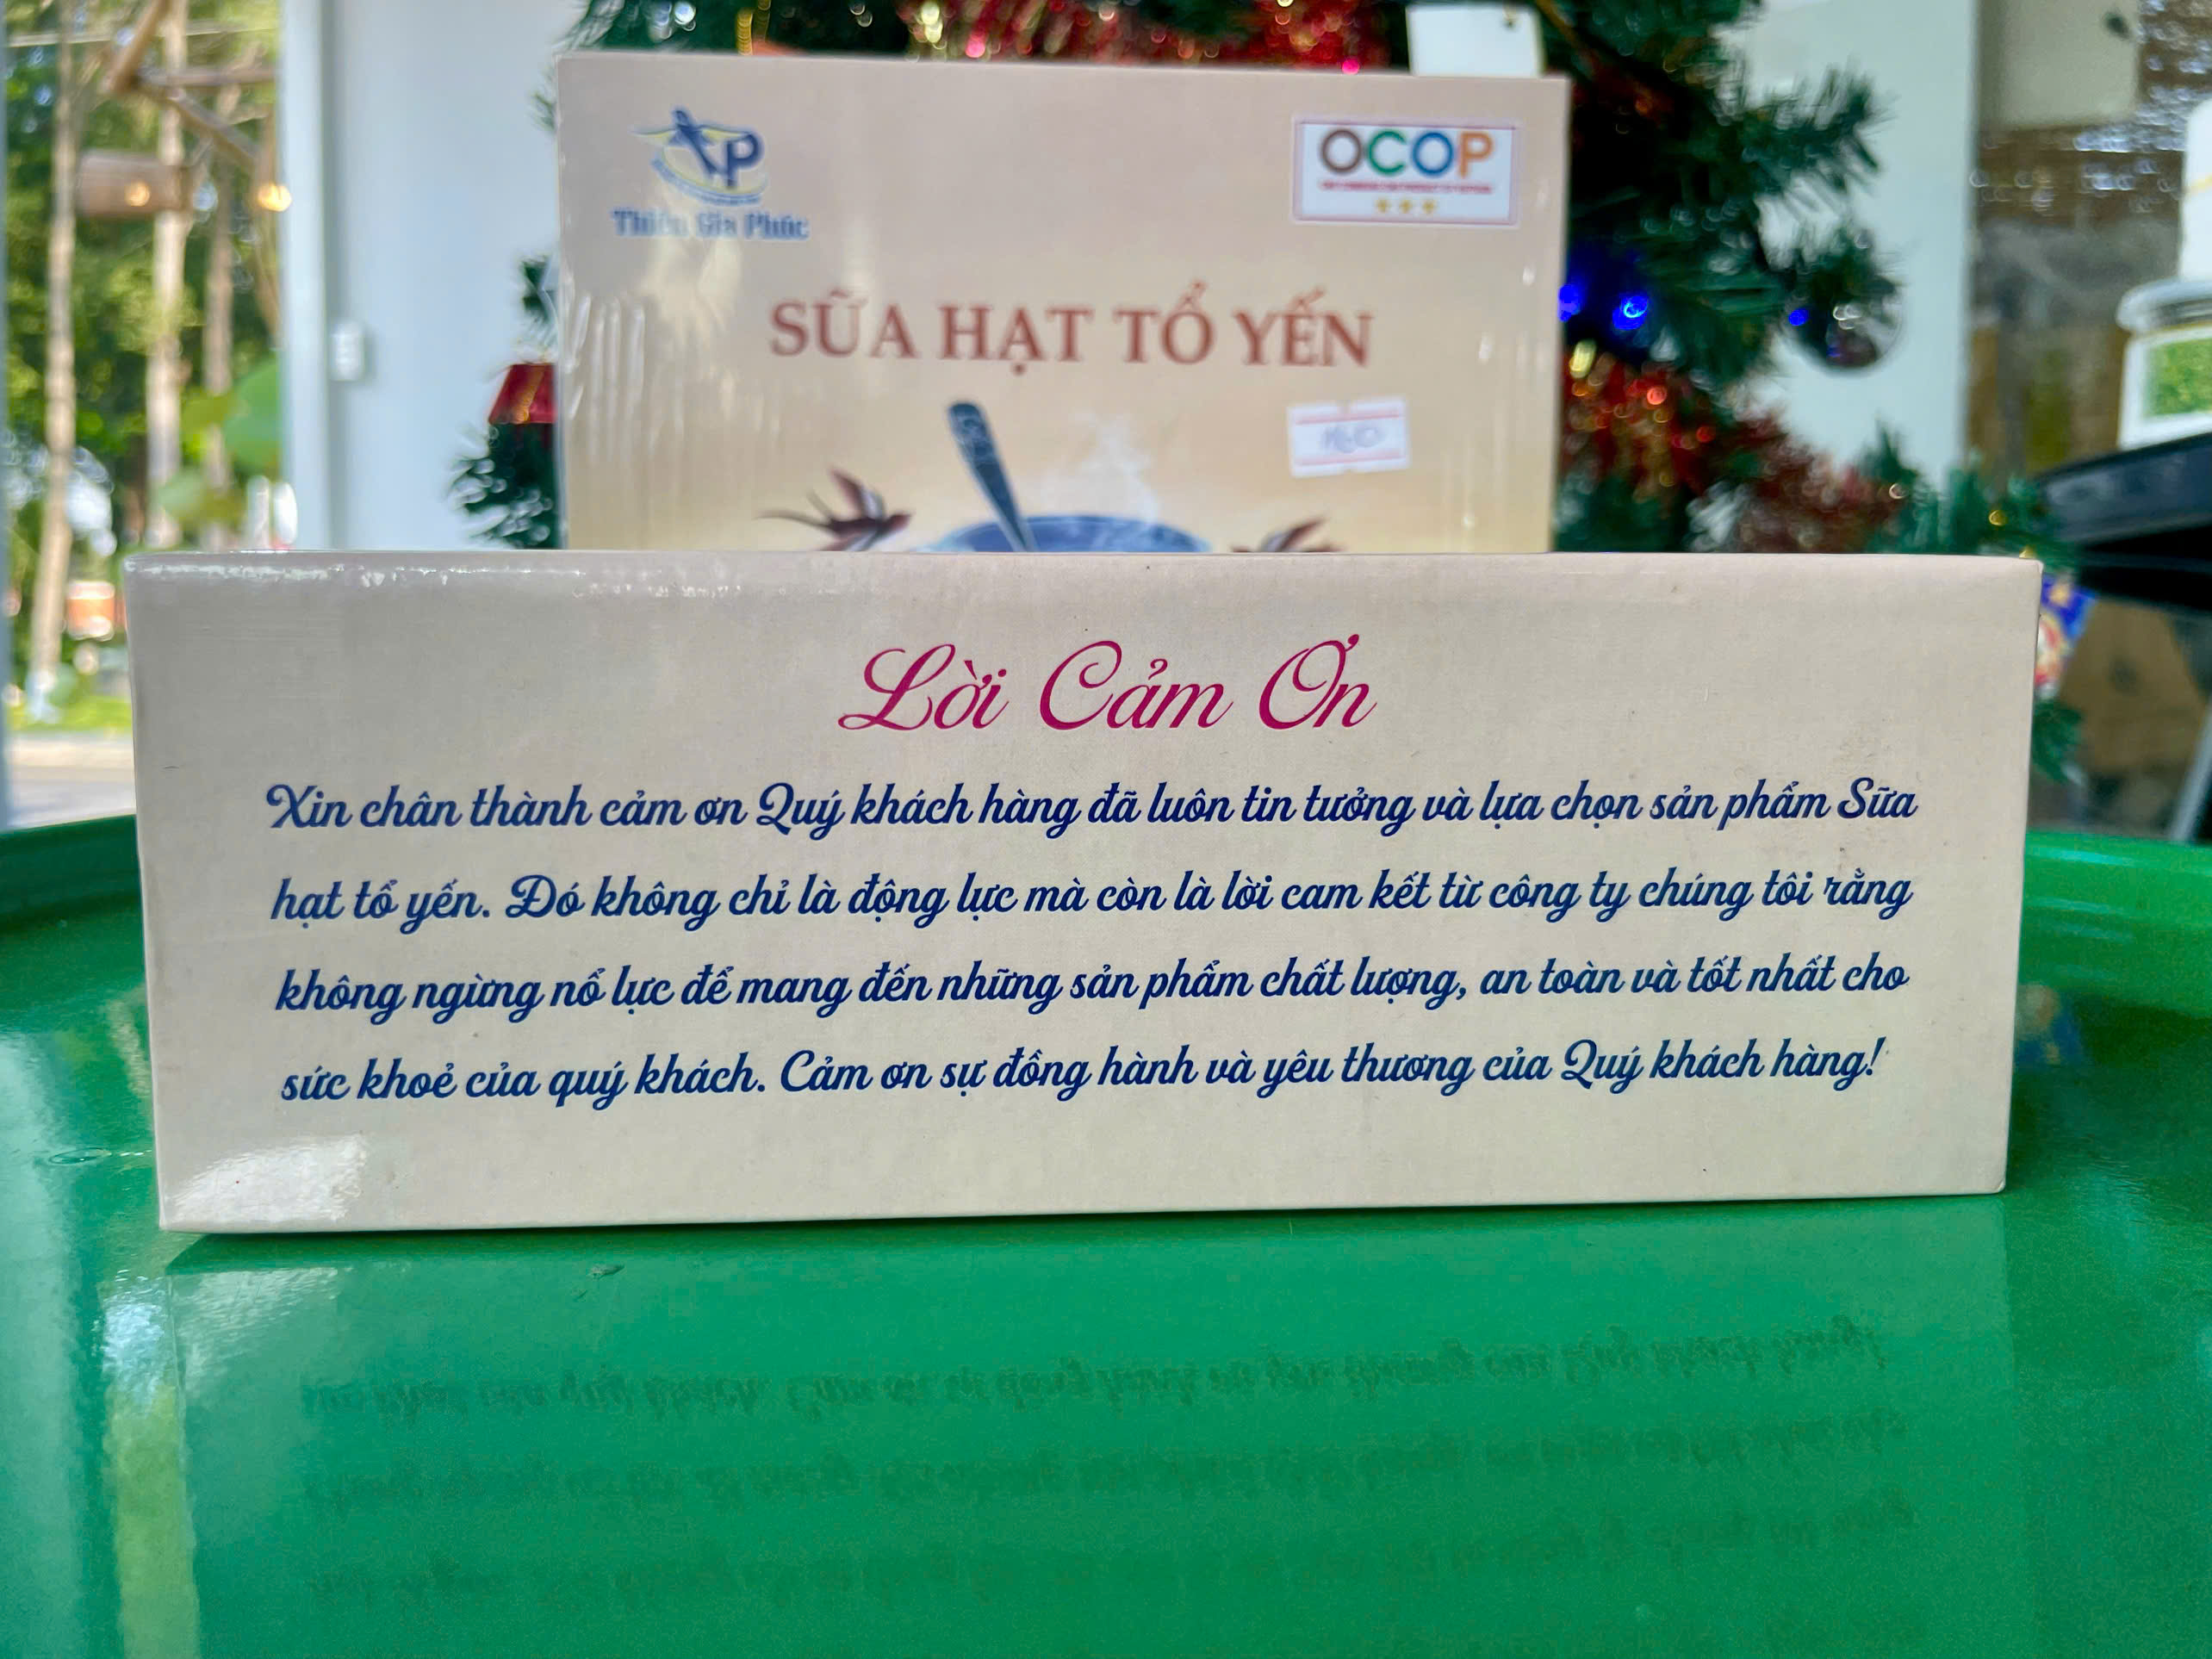 Thiên Gia Phúc
OCOP
SỮA HẠT TỔ YẾN
Lời Cảm Ơn
Xin chân thành cảm ơn Quý khách hàng đã luôn tin tưởng và lựa chọn sản phẩm Sữa
hạt tổ yến. Đó không chỉ là động lực mà còn là lời cam kết từ công ty chúng tôi rằng
không ngừng nổ lực để mang đến những sản phẩm chất lượng, an toàn và tốt nhất cho
sức khoẻ của quý khách. Cảm ơn sự đồng hành và yêu thương của Quý khách hàng!